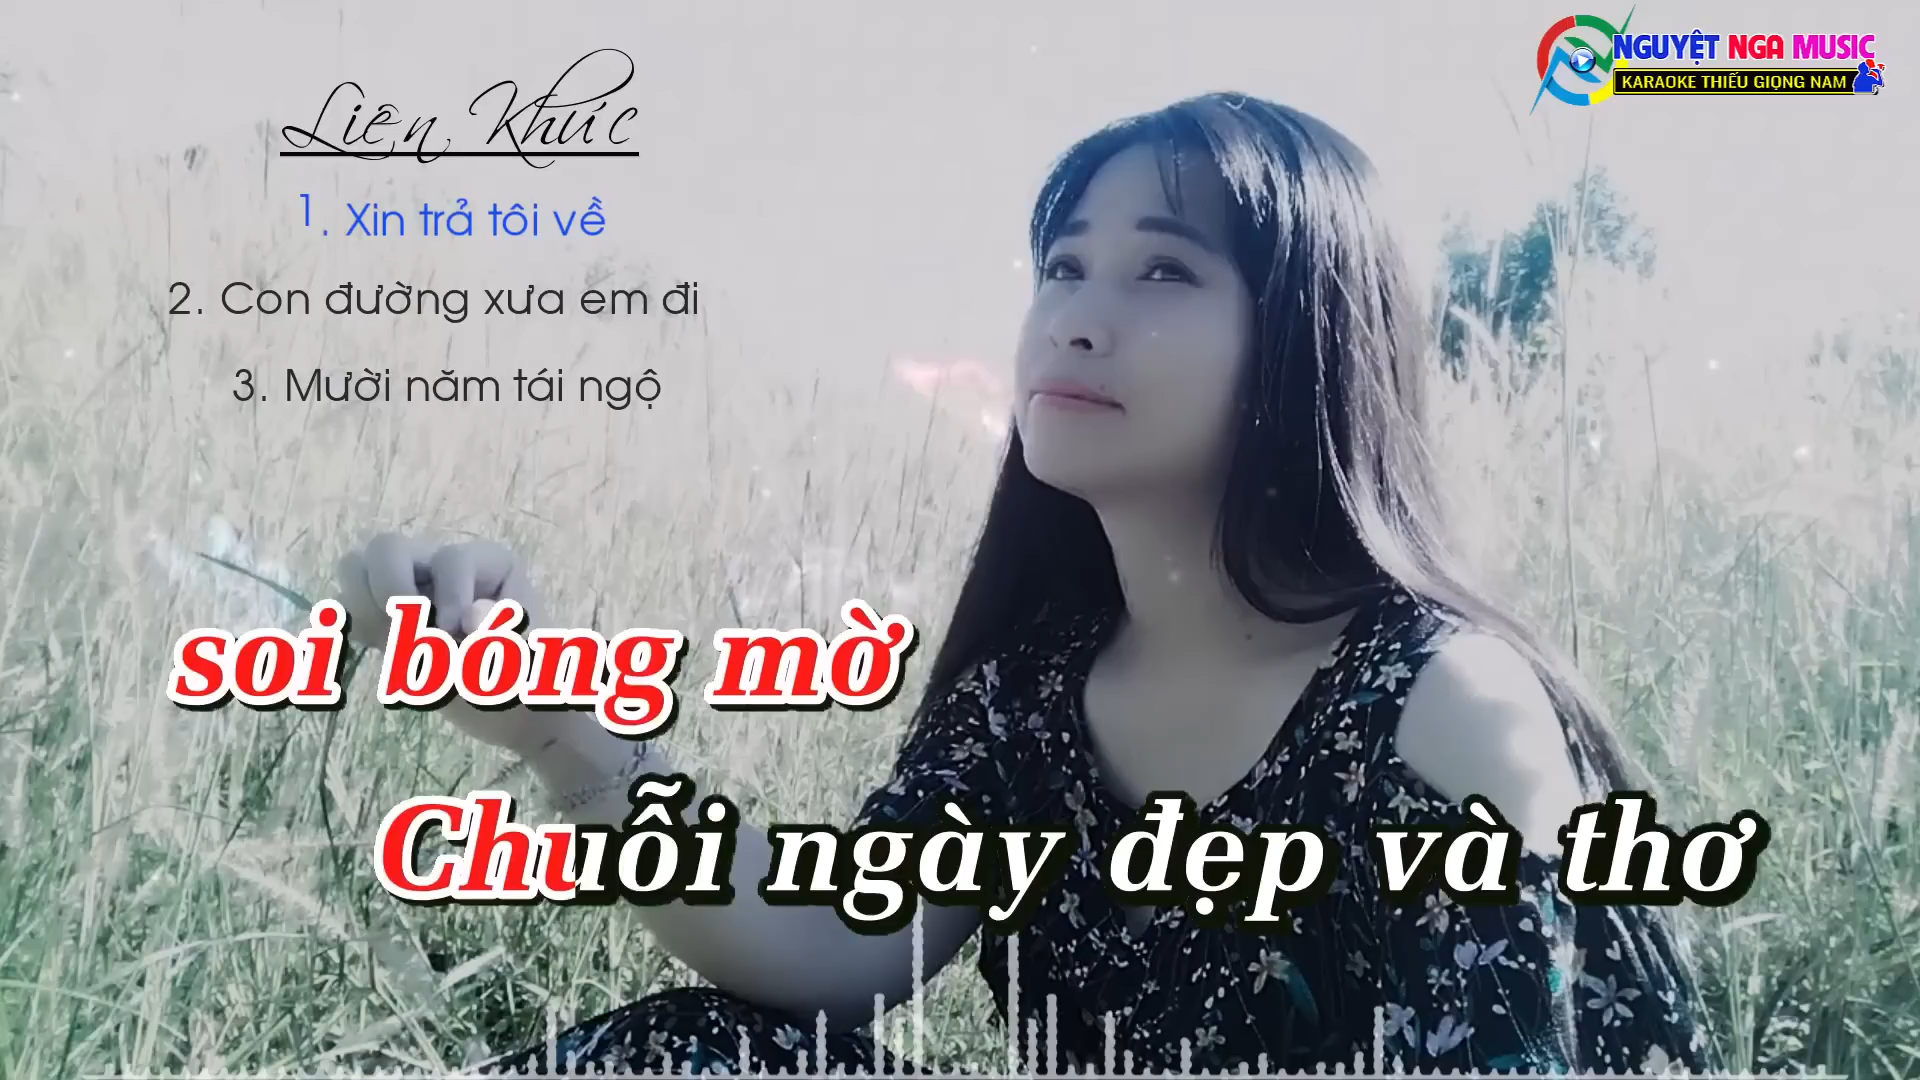 NGUYỆT NGA MUSIC
KARAOKE THIẾU GIỌNG NAM
Liên Khúc
1. Xin trả tôi về
2. Con đường xưa em đi
3. Mười năm tái ngộ
soi bóng mờ
Chuỗi ngày đẹp và thơ